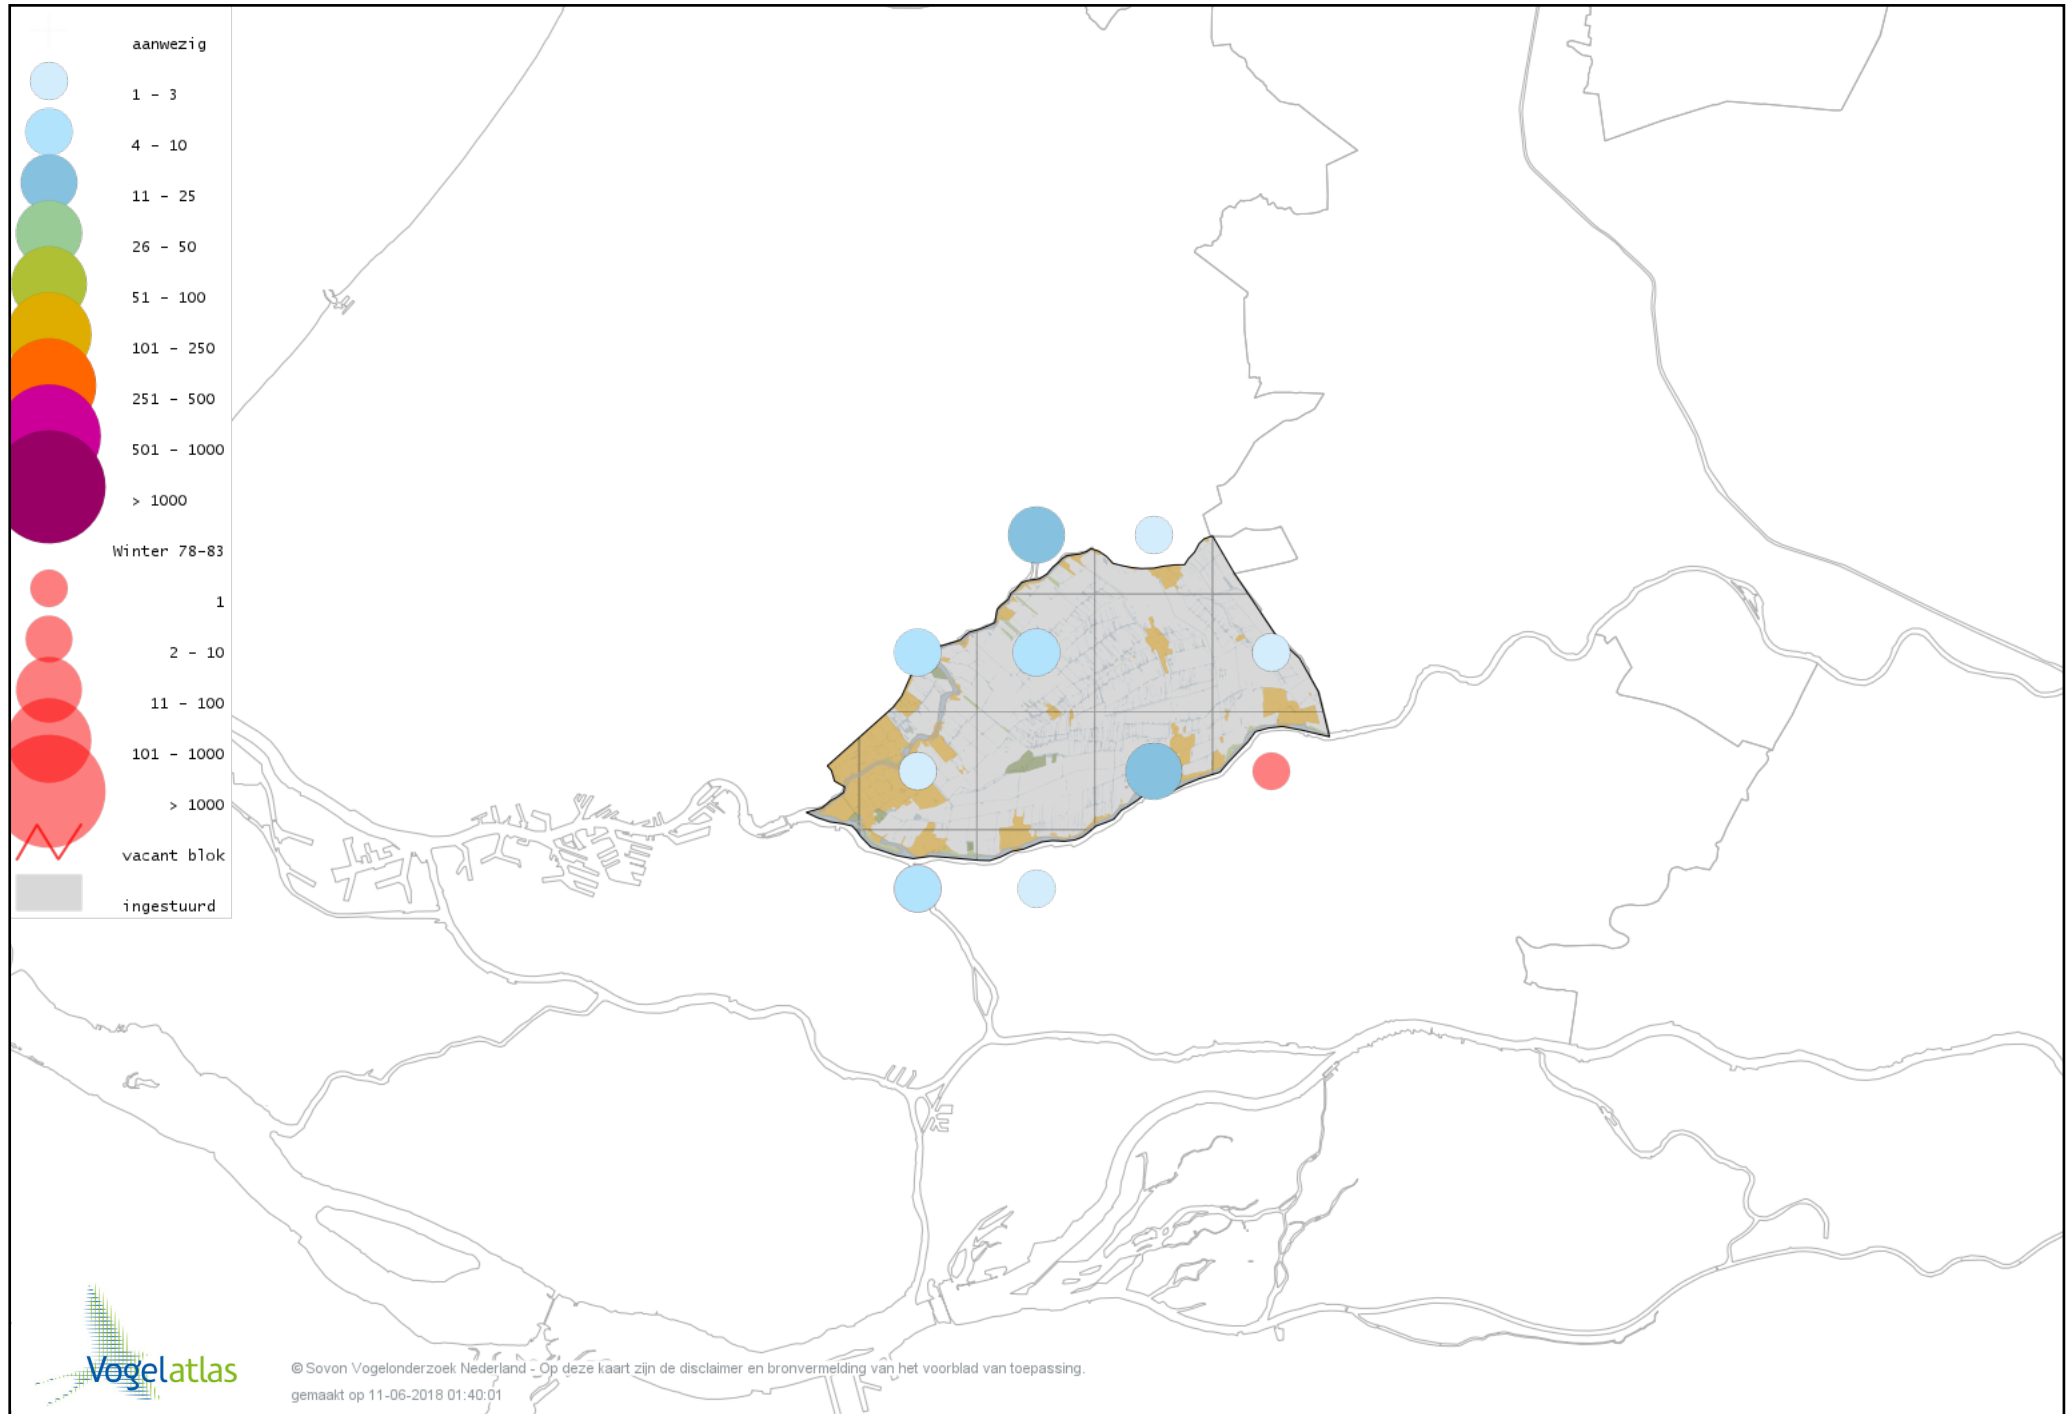 aanwezig
1 - 3
4 - 10
11 - 25
26 - 50
51 - 100
101 - 250
251 - 500
501 - 1000
> 1000
Winter 78-83
1
2 - 10
11 - 100
101 - 1000
> 1000
vacant blok
ingestuurd
Vogelatlas
© Sovon Vogelonderzoek Nederland - Op deze kaart zijn de disclaimer en bronvermelding van het voorblad van toepassing.
gemaakt op 11-06-2018 01:40:01